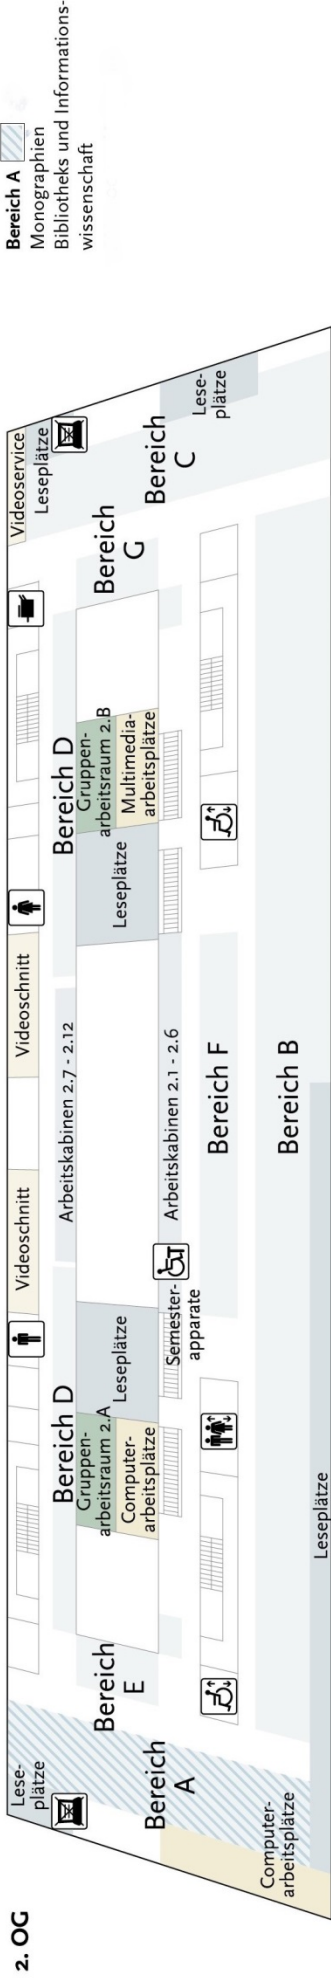 2. OG
Bereich A
Monographien
Bibliotheks und Informations-
wissenschaft
Lese-
plätze
Videoschnitt
Videoschnitt
Videoservice
Leseplätze
Bereich D
Arbeitskabinen 2.7 - 2.12
Bereich D
Bereich
E
Gruppen-
arbeitsraum 2.A
Computer-
arbeitsplätze
Leseplätze
Leseplätze
Gruppen-
arbeitsraum 2.B
Multimedia-
arbeitsplätze
Bereich
G
Bereich
A
Semester-
apparate
Arbeitskabinen 2.1 - 2.6
Bereich
C
Lese-
plätze
Bereich F
Computer-
arbeitsplätze
Bereich B
Leseplätze